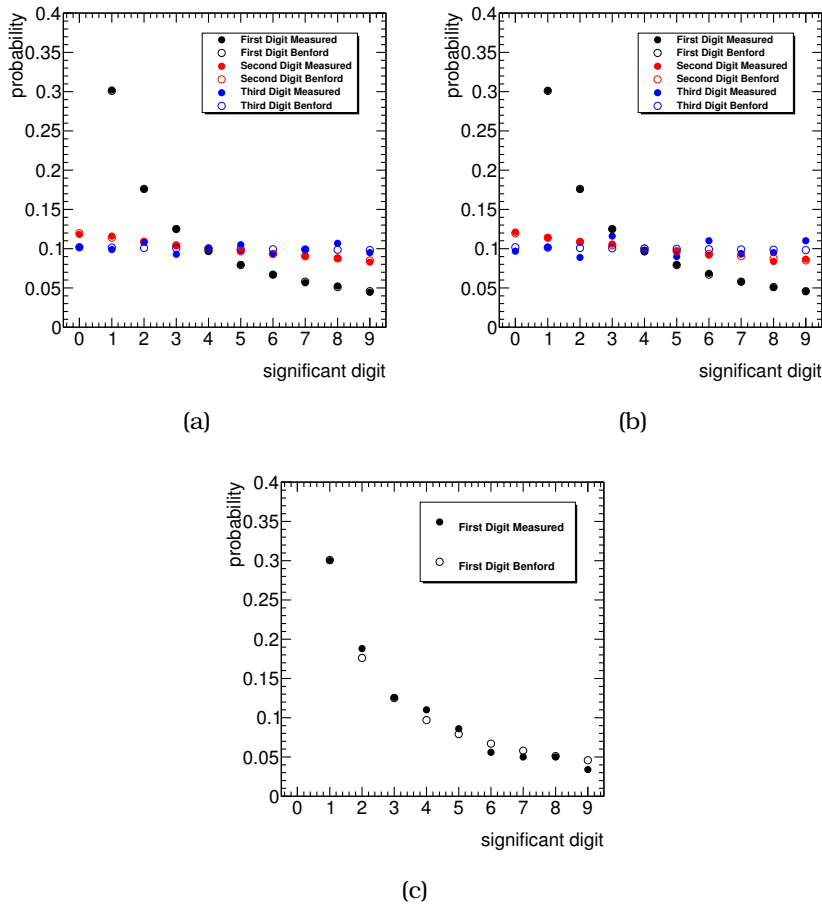 probability
0.4
0.35
0.3
0.25
0.2
0.15
0.1
0.05
0
First Digit Measured
First Digit Benford
Second Digit Measured
Second Digit Benford
Third Digit Measured
Third Digit Benford
0 1 2 3 4 5 6 7 8 9
significant digit
(a)
probability
0.4
0.35
0.3
0.25
0.2
0.15
0.1
0.05
0
First Digit Measured
First Digit Benford
Second Digit Measured
Second Digit Benford
Third Digit Measured
Third Digit Benford
0 1 2 3 4 5 6 7 8 9
significant digit
(b)
probability
0.4
0.35
0.3
0.25
0.2
0.15
0.1
0.05
0
First Digit Measured
First Digit Benford
0 1 2 3 4 5 6 7 8 9
significant digit
(c)